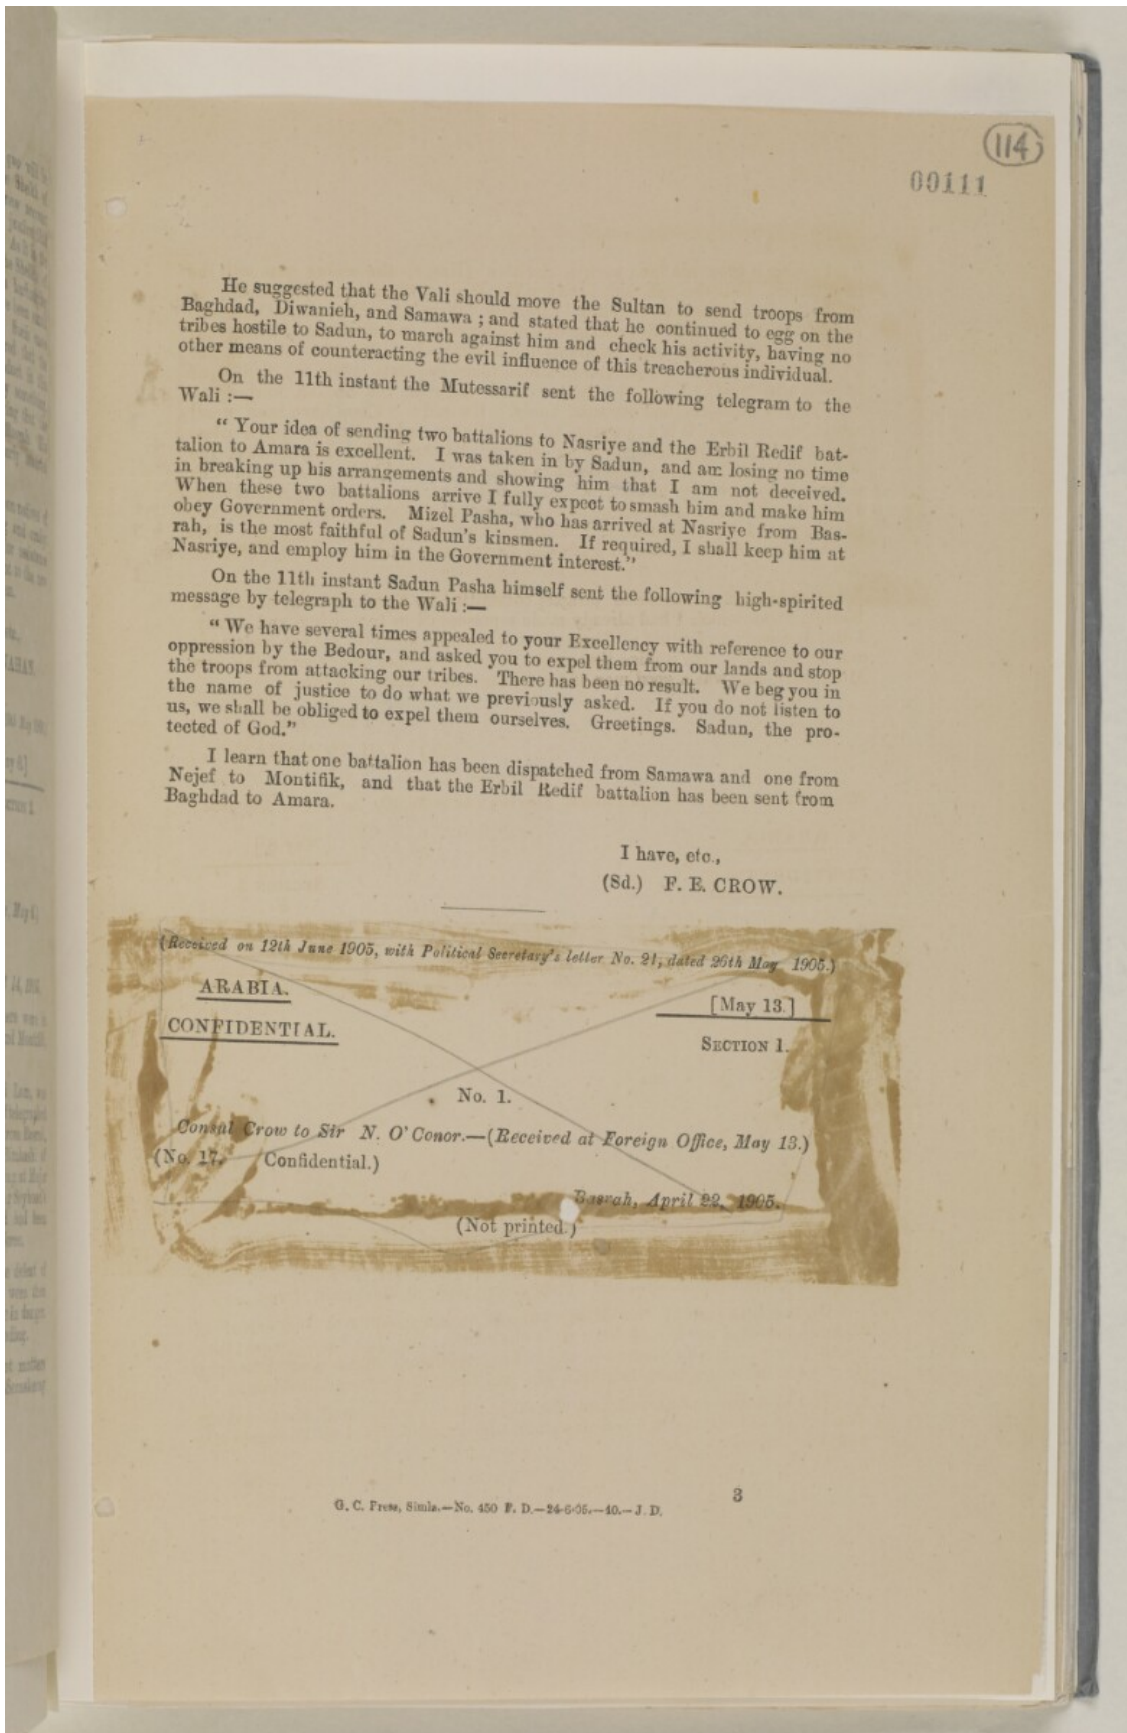 114
00111
He suggested that the Vali should move the Sultan to send troops from
Baghdad, Diwanieh, and Samawa ; and stated that he continued to egg on the
tribes hostile to Sadun, to march against him and check his activity, having no
other means of counteracting the evil influence of this treacherous individual.
On the 11th instant the Mutessarif sent the following telegram to the
Wali :—
“ Your idea of sending two battalions to Nasriye and the Erbil Redif bat-
talion to Amara is excellent. I was taken in by Sadun, and am losing no time
in breaking up his arrangements and showing him that I am not deceived.
When these two battalions arrive I fully expect to smash him and make him
obey Government orders. Mizel Pasha, who has arrived at Nasriye from Bas-
rah, is the most faithful of Sadun's kinsmen. If required, I shall keep him at
Nasriye, and employ him in the Government interest.”
On the 11th instant Sadun Pasha himself sent the following high-spirited
message by telegraph to the Wali :—
“ We have several times appealed to your Excellency with reference to our
oppression by the Bedour, and asked you to expel them from our lands and stop
the troops from attacking our tribes. There has been no result. We beg you in
the name of justice to do what we previously asked. If you do not listen to
us, we shall be obliged to expel them ourselves. Greetings. Sadun, the pro-
tected of God.”
I learn that one battalion has been dispatched from Samawa and one from
Nejef to Montifik, and that the Erbil Redif battalion has been sent from
Baghdad to Amara.
I have, etc.,
(Sd.) F. E. CROW.
(Received on 12th June 1905, with Political Secretary's letter No. 21, dated 26th May 1905.)
ARABIA.
[May 13.]
CONFIDENTIAL.
SECTION 1.
No. 1.
Consul Crow to Sir N. O'Conor.—(Received at Foreign Office, May 13.)
(No. 17. Confidential.)
Basrah, April 22, 1905.
(Not printed.)
3
G. C. Press, Simla.—No. 450 F. D.—24-6-05.—40.—J. D.